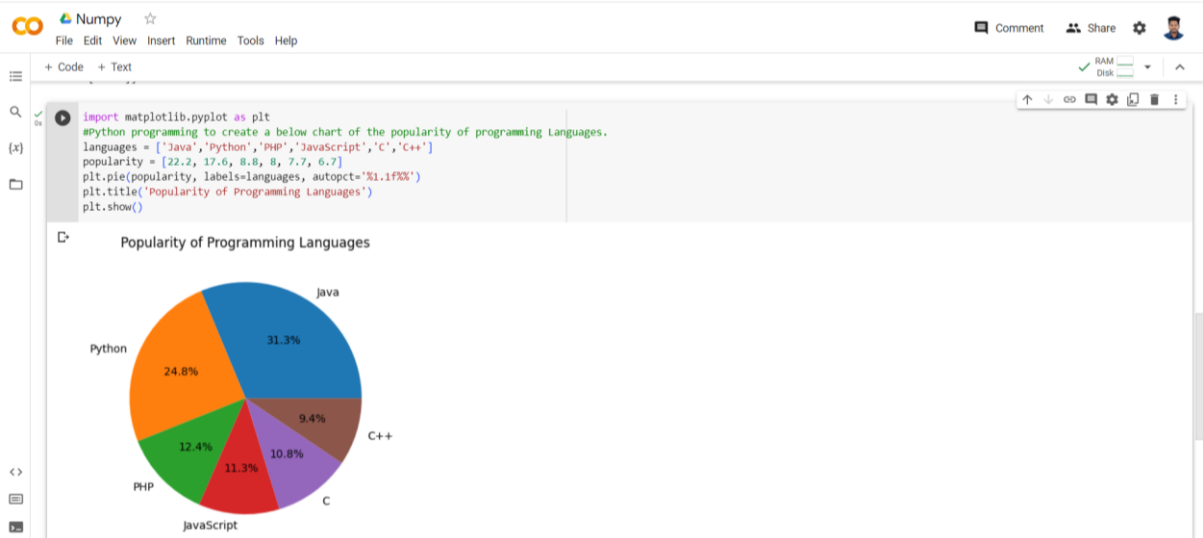 Numpy
File Edit View Insert Runtime Tools Help
Comment
Share
+ Code + Text
RAM
Disk
{x}
0s
import matplotlib.pyplot as plt
#Python programming to create a below chart of the popularity of programming Languages.
languages = ['Java','Python','PHP','JavaScript','C','C++']
popularity = [22.2, 17.6, 8.8, 8, 7.7, 6.7]
plt.pie(popularity, labels=languages, autopct='%1.1f%%')
plt.title('Popularity of Programming Languages')
plt.show()
Popularity of Programming Languages
Java
31.3%
Python
24.8%
9.4%
C++
12.4%
10.8%
11.3%
PHP
C
JavaScript